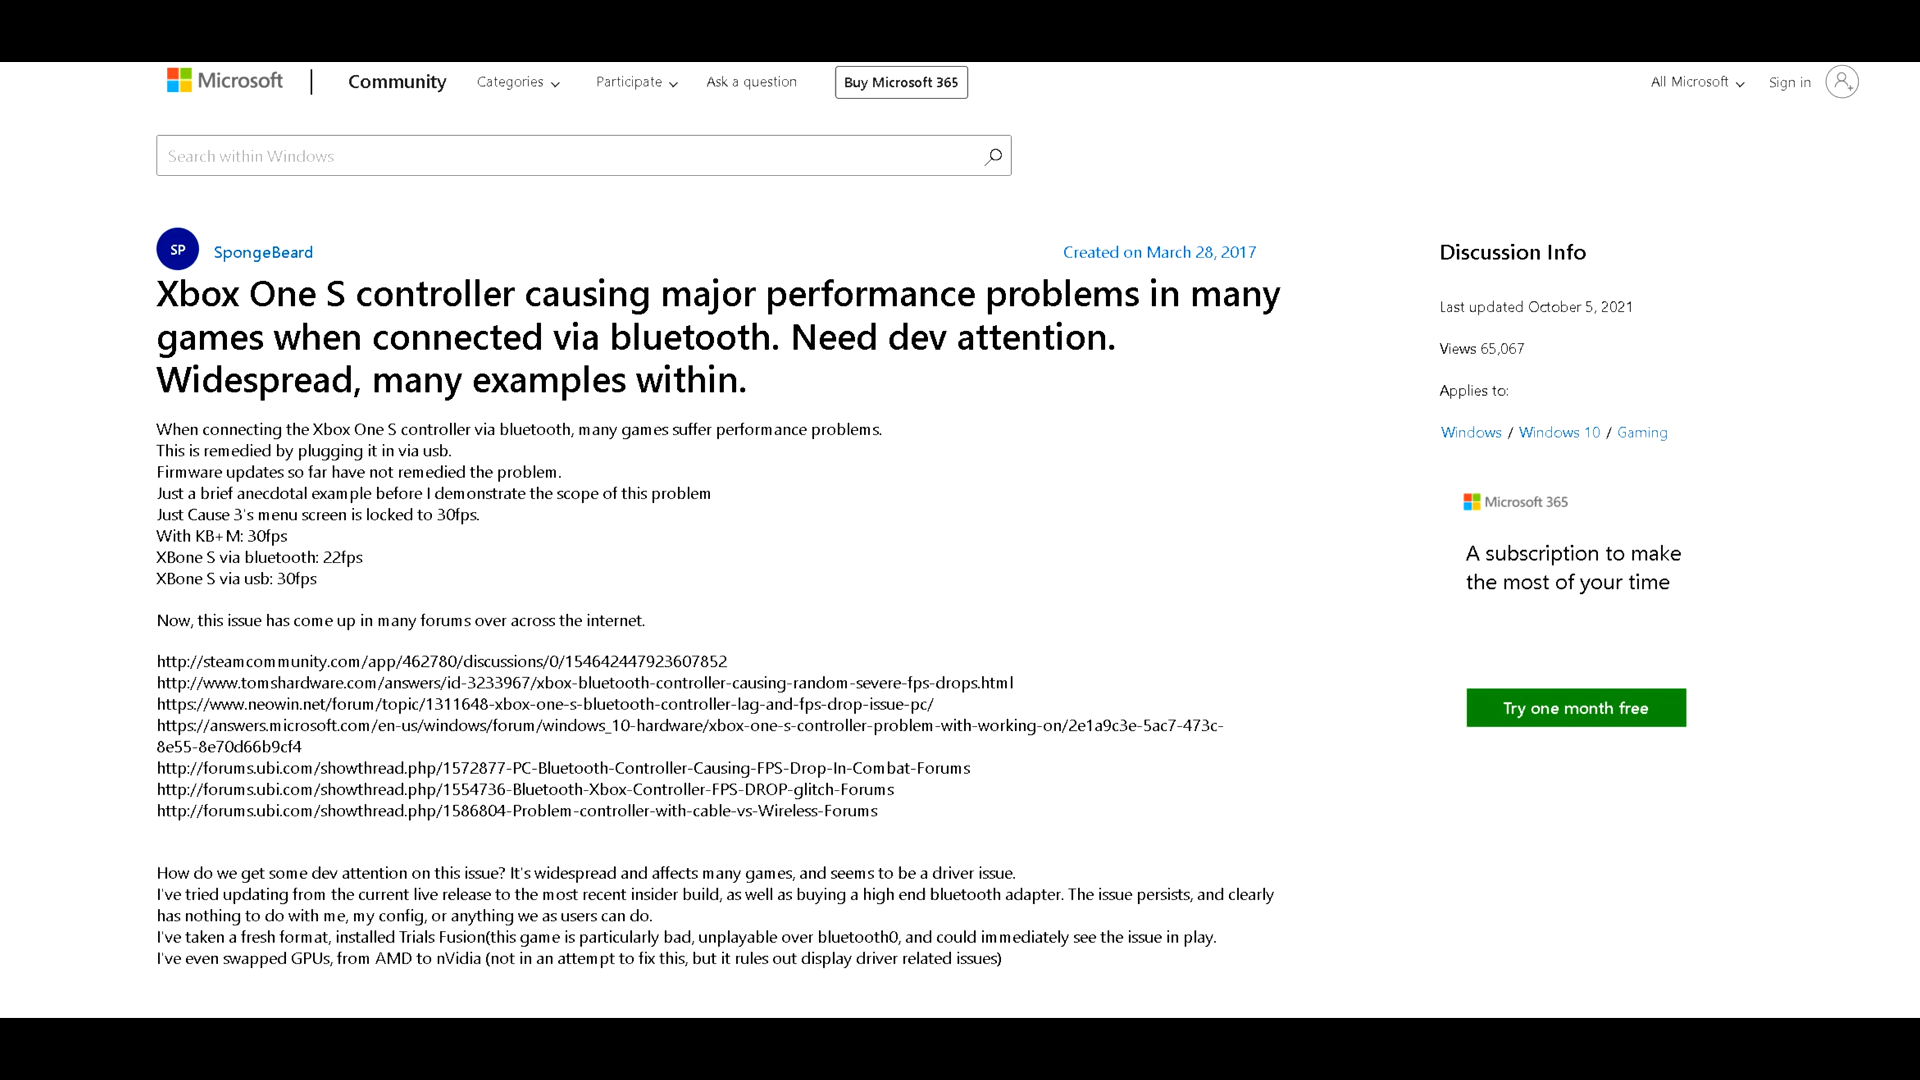 Microsoft | Community Categories Participate Ask a question Buy Microsoft 365 All Microsoft Sign in
Search within Windows
SP SpongeBeard Created on March 28, 2017
Xbox One S controller causing major performance problems in many
games when connected via bluetooth. Need dev attention.
Widespread, many examples within.
When connecting the Xbox One S controller via bluetooth, many games suffer performance problems.
This is remedied by plugging it in via usb.
Firmware updates so far have not remedied the problem.
Just a brief anecdotal example before I demonstrate the scope of this problem
Just Cause 3's menu screen is locked to 30fps.
With KB+M: 30fps
XBone S via bluetooth: 22fps
XBone S via usb: 30fps
Now, this issue has come up in many forums over across the internet.
http://steamcommunity.com/app/462780/discussions/0/154642447923607852
http://www.tomshardware.com/answers/id-3233967/xbox-bluetooth-controller-causing-random-severe-fps-drops.html
https://www.neowin.net/forum/topic/1311648-xbox-one-s-bluetooth-controller-lag-and-fps-drop-issue-pc/
https://answers.microsoft.com/en-us/windows/forum/windows_10-hardware/xbox-one-s-controller-problem-with-working-on/2e1a9c3e-5ac7-473c-
8e55-8e70d66b9cf4
http://forums.ubi.com/showthread.php/1572877-PC-Bluetooth-Controller-Causing-FPS-Drop-In-Combat-Forums
http://forums.ubi.com/showthread.php/1554736-Bluetooth-Xbox-Controller-FPS-DROP-glitch-Forums
http://forums.ubi.com/showthread.php/1586804-Problem-controller-with-cable-vs-Wireless-Forums
How do we get some dev attention on this issue? It's widespread and affects many games, and seems to be a driver issue.
I've tried updating from the current live release to the most recent insider build, as well as buying a high end bluetooth adapter. The issue persists, and clearly
has nothing to do with me, my config, or anything we as users can do.
I've taken a fresh format, installed Trials Fusion(this game is particularly bad, unplayable over bluetooth0, and could immediately see the issue in play.
I've even swapped GPUs, from AMD to nVidia (not in an attempt to fix this, but it rules out display driver related issues)
Discussion Info
Last updated October 5, 2021
Views 65,067
Applies to:
Windows / Windows 10 / Gaming
Microsoft 365
A subscription to make
the most of your time
Try one month free